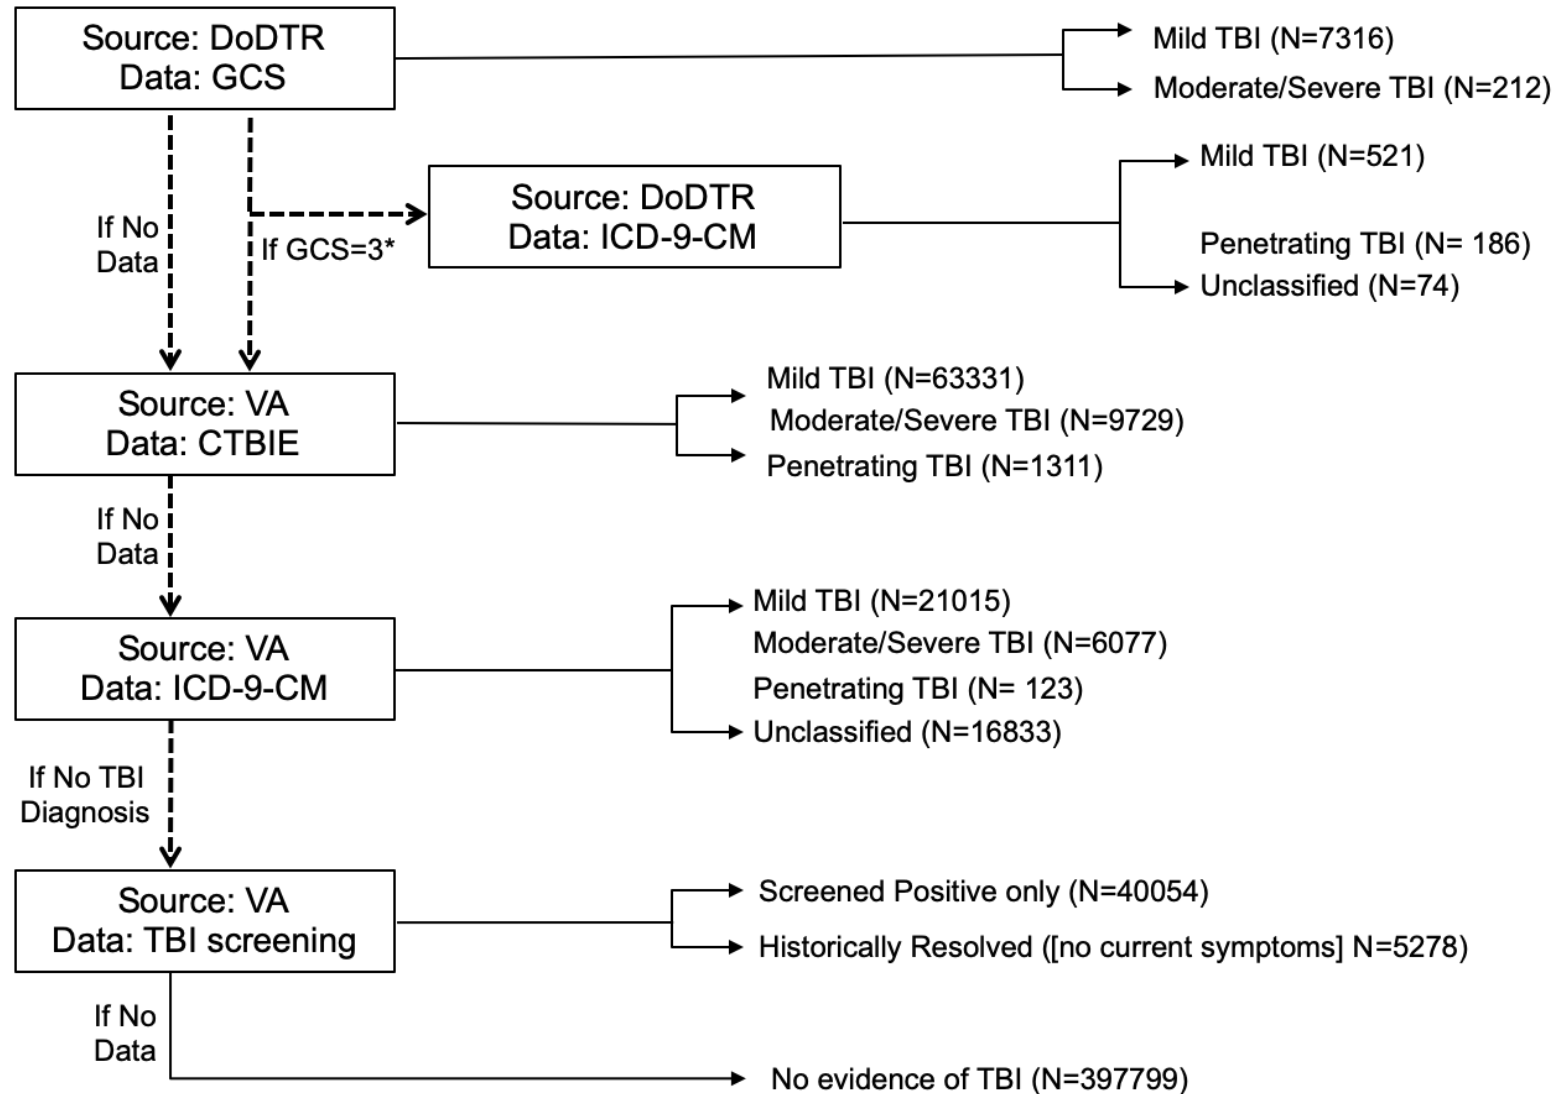 Source: DoDTR
Data: GCS
Mild TBI (N=7316)
Moderate/Severe TBI (N=212)
If No
Data
If GCS=3*
Source: DoDTR
Data: ICD-9-CM
Mild TBI (N=521)
Penetrating TBI (N= 186)
Unclassified (N=74)
Source: VA
Data: CTBIE
Mild TBI (N=63331)
Moderate/Severe TBI (N=9729)
Penetrating TBI (N=1311)
If No
Data
Source: VA
Data: ICD-9-CM
Mild TBI (N=21015)
Moderate/Severe TBI (N=6077)
Penetrating TBI (N= 123)
Unclassified (N=16833)
If No TBI
Diagnosis
Source: VA
Data: TBI screening
Screened Positive only (N=40054)
Historically Resolved ([no current symptoms] N=5278)
If No
Data
No evidence of TBI (N=397799)